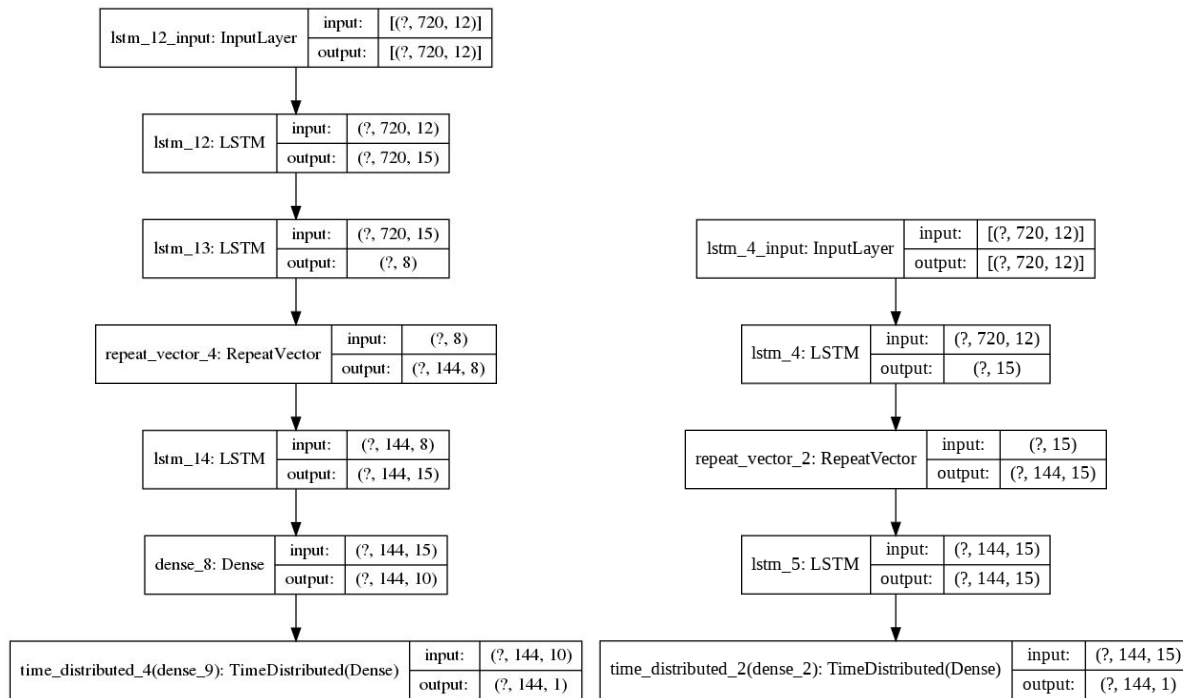 lstm_12_input: InputLayer
input: [(?, 720, 12)]
output: [(?, 720, 12)]
lstm_12: LSTM
input: (?, 720, 12)
output: (?, 720, 15)
lstm_13: LSTM
input: (?, 720, 15)
output: (?, 8)
repeat_vector_4: RepeatVector
input: (?, 8)
output: (?, 144, 8)
lstm_14: LSTM
input: (?, 144, 8)
output: (?, 144, 15)
dense_8: Dense
input: (?, 144, 15)
output: (?, 144, 10)
time_distributed_4(dense_9): TimeDistributed(Dense)
input: (?, 144, 10)
output: (?, 144, 1)
lstm_4_input: InputLayer
input: [(?, 720, 12)]
output: [(?, 720, 12)]
lstm_4: LSTM
input: (?, 720, 12)
output: (?, 15)
repeat_vector_2: RepeatVector
input: (?, 15)
output: (?, 144, 15)
lstm_5: LSTM
input: (?, 144, 15)
output: (?, 144, 15)
time_distributed_2(dense_2): TimeDistributed(Dense)
input: (?, 144, 15)
output: (?, 144, 1)